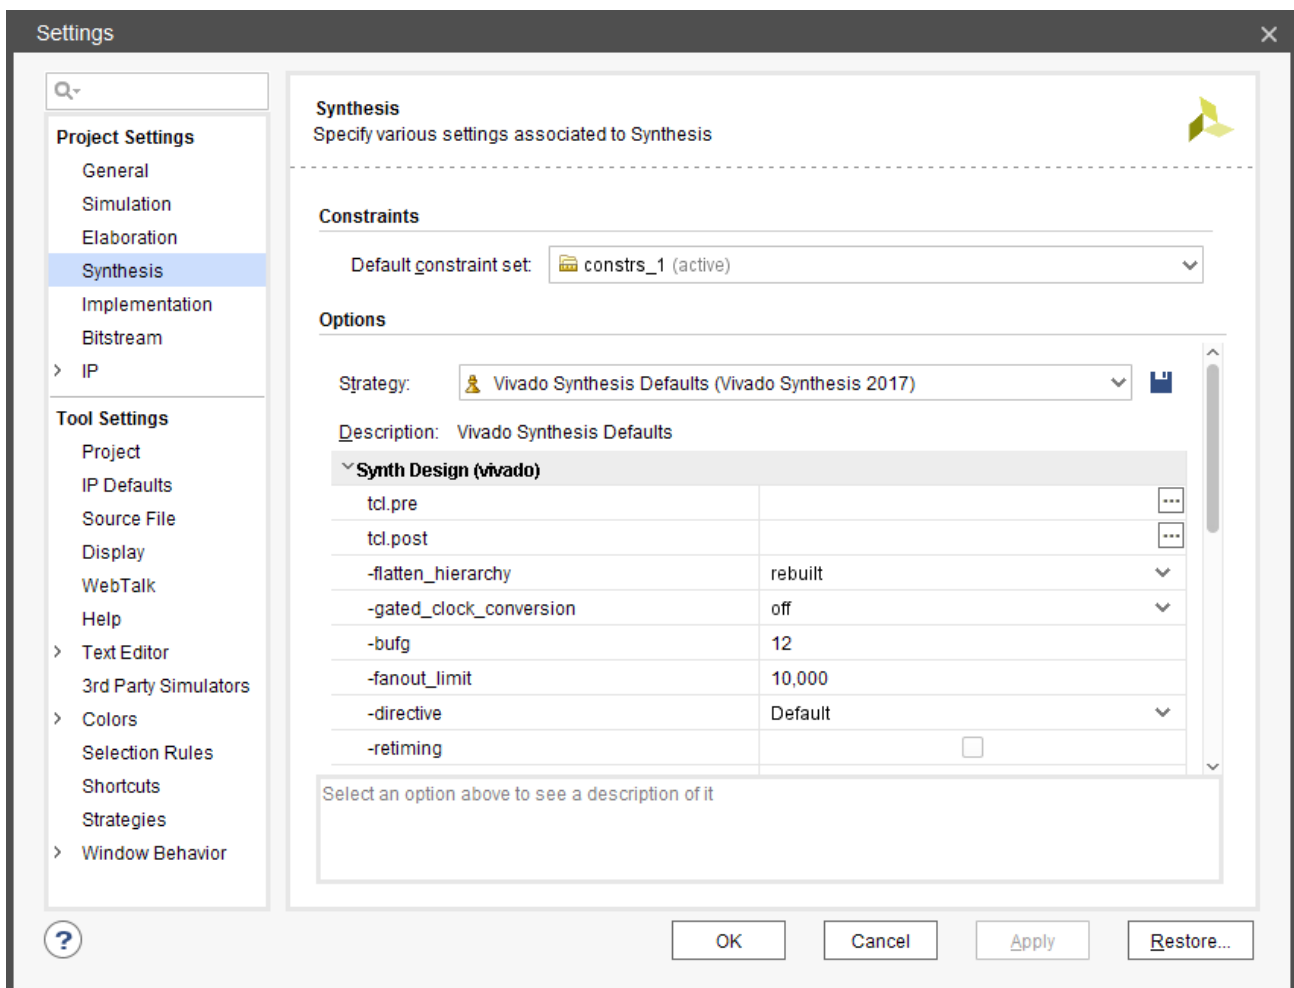 Settings
Project Settings
General
Simulation
Elaboration
Synthesis
Implementation
Bitstream
IP
Tool Settings
Project
IP Defaults
Source File
Display
WebTalk
Help
Text Editor
3rd Party Simulators
Colors
Selection Rules
Shortcuts
Strategies
Window Behavior
Synthesis
Specify various settings associated to Synthesis
Constraints
Default constraint set: constrs_1 (active)
Options
Strategy: Vivado Synthesis Defaults (Vivado Synthesis 2017)
Description: Vivado Synthesis Defaults
Synth Design (vivado)
tcl.pre ...
tcl.post ...
-flatten_hierarchy rebuilt
-gated_clock_conversion off
-bufg 12
-fanout_limit 10,000
-directive Default
-retiming
Select an option above to see a description of it
? OK Cancel Apply Restore...